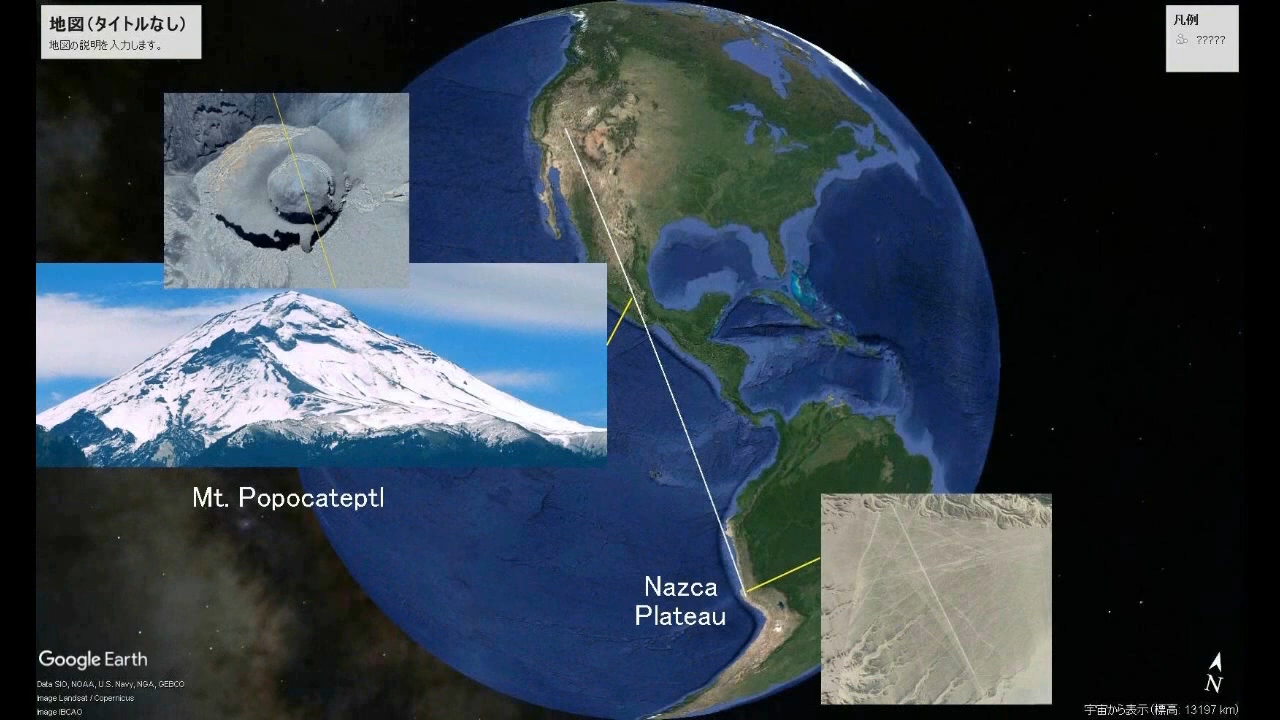 地図(タイトルなし)
地図の説明を入力します。
凡例
?????
Mt. Popocateptl
Nazca
Plateau
Google Earth
Data SIO, NOAA, U.S. Navy, NGA, GEBCO
Image Landsat / Copernicus
Image IBCAO
N
宇宙から表示(標高: 13197 km)